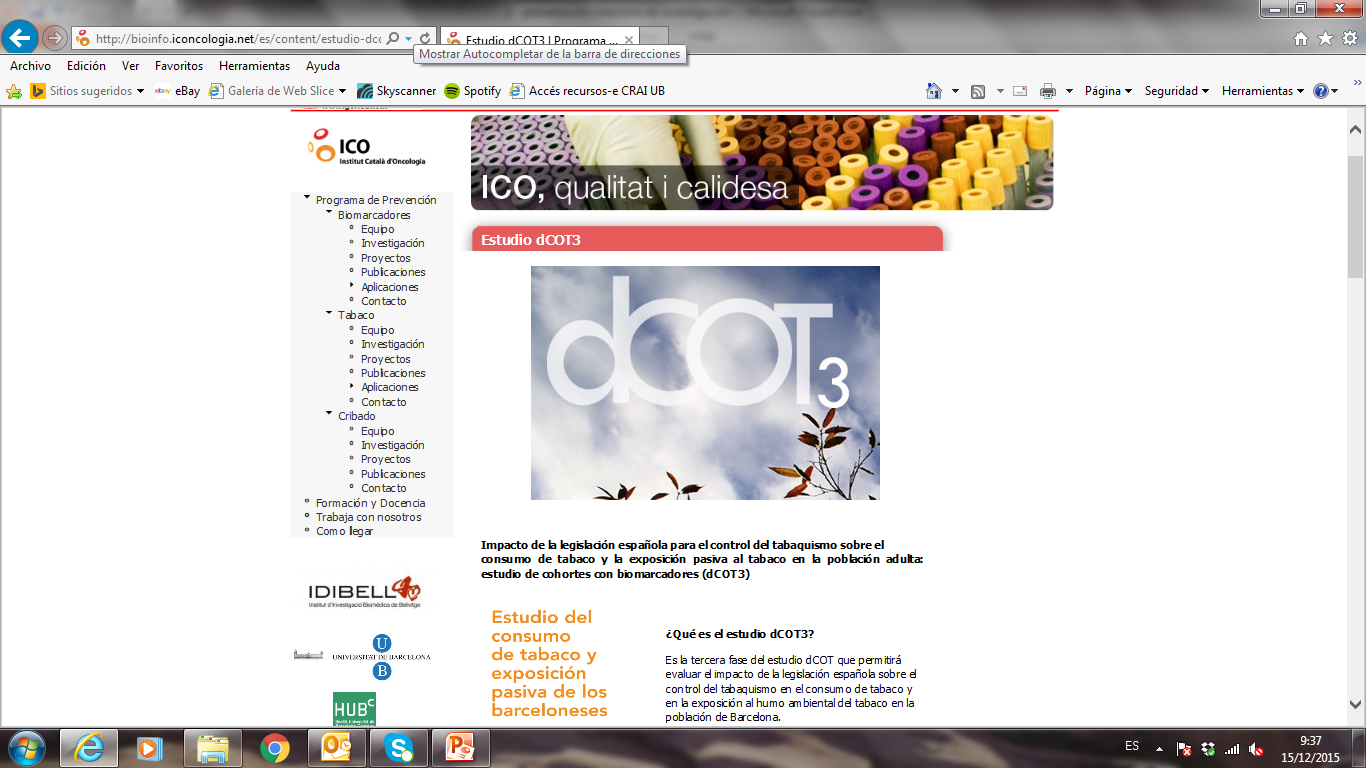 http://bioinfo.iconcologia.net/es/content/estudio-dco
Estudio dCOT3 | Programa ...
Mostrar Autocompletar de la barra de direcciones
Archivo Edición Ver Favoritos Herramientas Ayuda
Sitios sugeridos eBay Galería de Web Slice Skyscanner Spotify Accés recursos-e CRAI UB Página Seguridad Herramientas
ICO
Institut Català d'Oncologia
ICO, qualitat i calidesa
Programa de Prevención
Biomarcadores
Equipo
Investigación
Proyectos
Publicaciones
Aplicaciones
Contacto
Tabaco
Equipo
Investigación
Proyectos
Publicaciones
Aplicaciones
Contacto
Cribado
Equipo
Investigación
Proyectos
Publicaciones
Contacto
Formación y Docencia
Trabaja con nosotros
Como legar
IDIBELL
Institut d'Investigació Biomèdica de Bellvitge
U
UNIVERSITAT DE BARCELONA
B
HUBc
Estudio dCOT3
dCOT3
Impacto de la legislación española para el control del tabaquismo sobre el
consumo de tabaco y la exposición pasiva al tabaco en la población adulta:
estudio de cohortes con biomarcadores (dCOT3)
Estudio del
consumo
de tabaco y
exposición
pasiva de los
barceloneses
¿Qué es el estudio dCOT3?
Es la tercera fase del estudio dCOT que permitirá
evaluar el impacto de la legislación española sobre el
control del tabaquismo en el consumo de tabaco y
en la exposición al humo ambiental del tabaco en la
población de Barcelona.
ES
9:37
15/12/2015